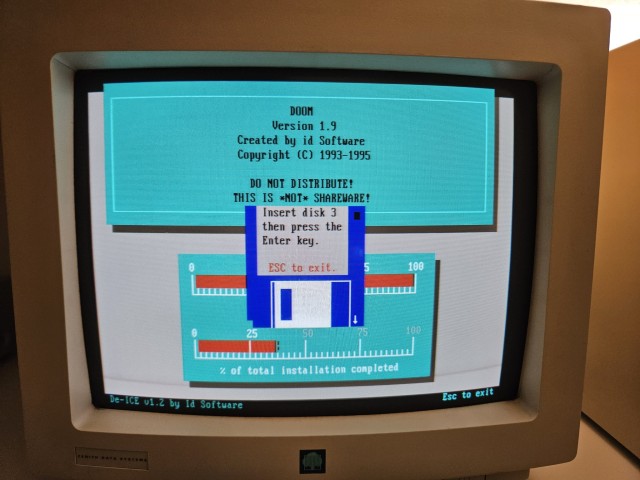 DOOM
Version 1.9
Created by id Software
Copyright (C) 1993-1995
DO NOT DISTRIBUTE!
THIS IS *NOT* SHAREWARE!
Insert disk 3
then press the
Enter key.
ESC to exit.
0 5 100
0 25 50 75 100
% of total installation completed
De-ICE v1.2 by id Software
Esc to exit
ZENITH DATA SYSTEMS